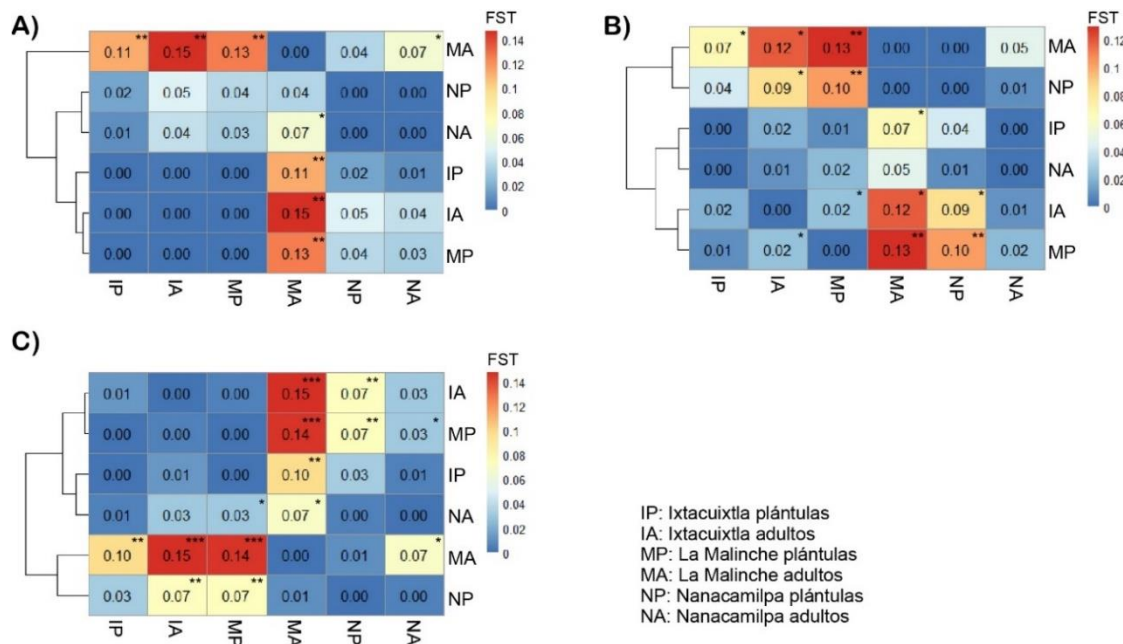 A)
FST
0.11** 0.15** 0.13** 0.00 0.04 0.07* MA
0.02 0.05 0.04 0.04 0.00 0.00 NP
0.01 0.04 0.03 0.07* 0.00 0.00 NA
0.00 0.00 0.00 0.11** 0.02 0.01 IP
0.00 0.00 0.00 0.15** 0.05 0.04 IA
0.00 0.00 0.00 0.13** 0.04 0.03 MP
IP IA MP MA NP NA
0.12
0.1
0.08
0.06
0.04
0.02
0
B)
FST
0.07* 0.12* 0.13** 0.00 0.00 0.05 MA
0.04 0.09* 0.10** 0.00 0.00 0.01 NP
0.00 0.02 0.01 0.07* 0.04 0.00 IP
0.00 0.01 0.02 0.05 0.01 0.00 NA
0.02 0.00 0.02* 0.12* 0.09* 0.01 IA
0.01 0.02* 0.00 0.13** 0.10** 0.02 MP
IP IA MP MA NP NA
0.12
0.1
0.08
0.06
0.04
0.02
0
C)
FST
0.01 0.00 0.00 0.15*** 0.07** 0.03 IA
0.00 0.00 0.00 0.14*** 0.07** 0.03* MP
0.00 0.01 0.00 0.10** 0.03 0.01 IP
0.01 0.03 0.03* 0.07* 0.00 0.00 NA
0.10** 0.15*** 0.14*** 0.00 0.01 0.07* MA
0.03 0.07** 0.07** 0.01 0.00 0.00 NP
IP IA MP MA NP NA
0.14
0.12
0.1
0.08
0.06
0.04
0.02
0
IP: Ixtacuixtla plántulas
IA: Ixtacuixtla adultos
MP: La Malinche plántulas
MA: La Malinche adultos
NP: Nanacamilpa plántulas
NA: Nanacamilpa adultos